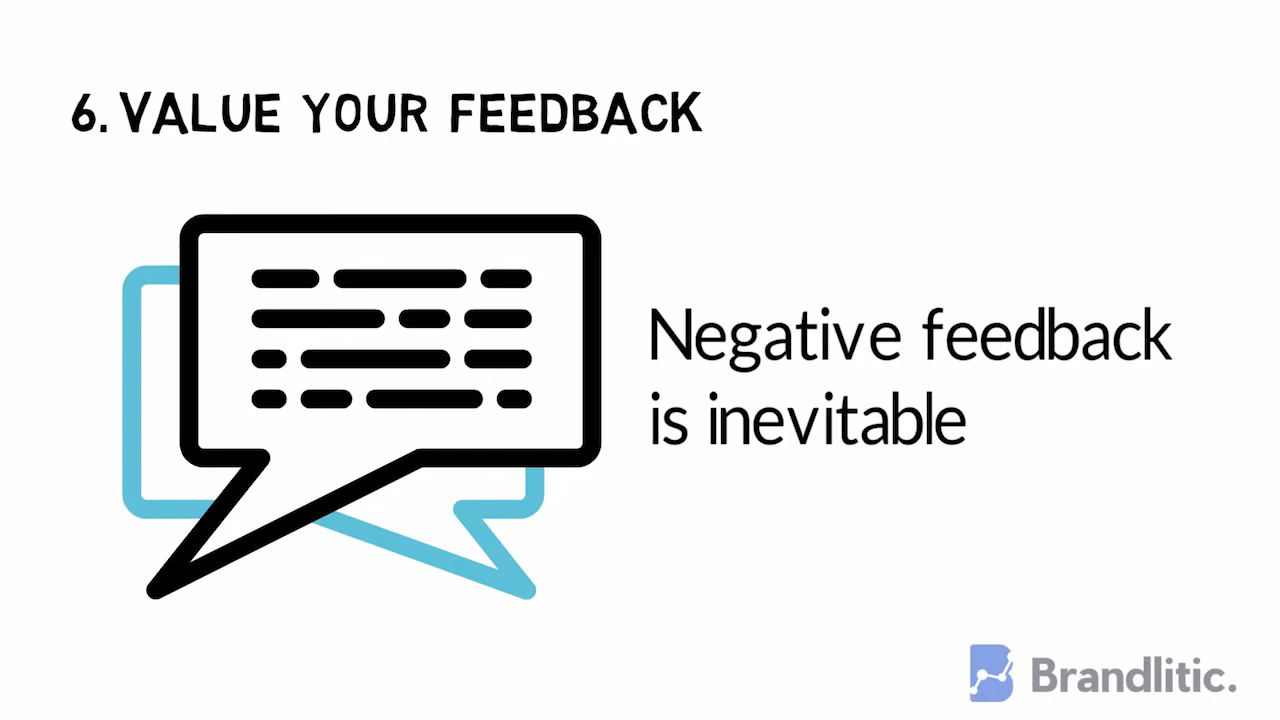 6. VALUE YOUR FEEDBACK
Negative feedback
is inevitable
Brandlitic.